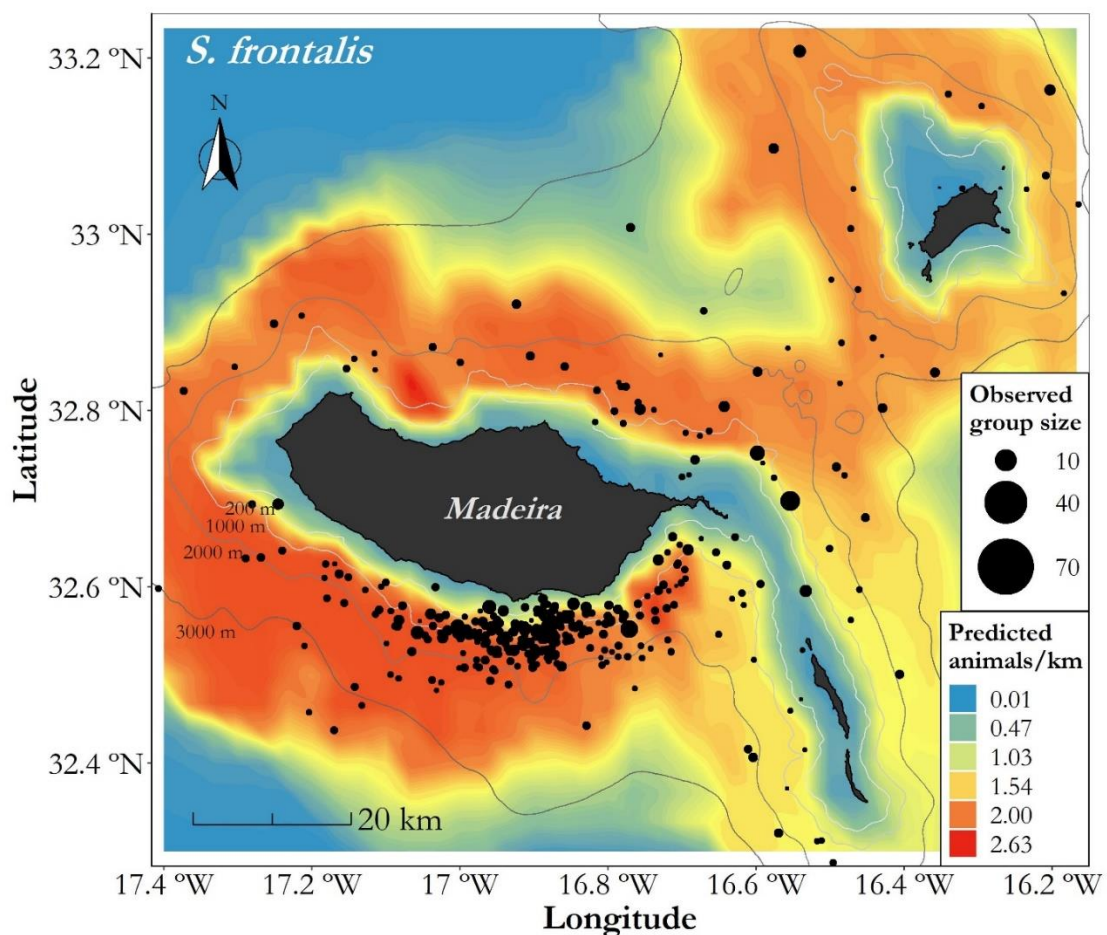 S. frontalis
N
33.2 ºN
33 ºN
32.8 ºN
32.6 ºN
32.4 ºN
Latitude
Madeira
200 m
1000 m
2000 m
3000 m
20 km
Observed
group size
10
40
70
Predicted
animals/km
0.01
0.47
1.03
1.54
2.00
2.63
17.4 ºW
17.2 ºW
17 ºW
16.8 ºW
16.6 ºW
16.4 ºW
16.2 ºW
Longitude